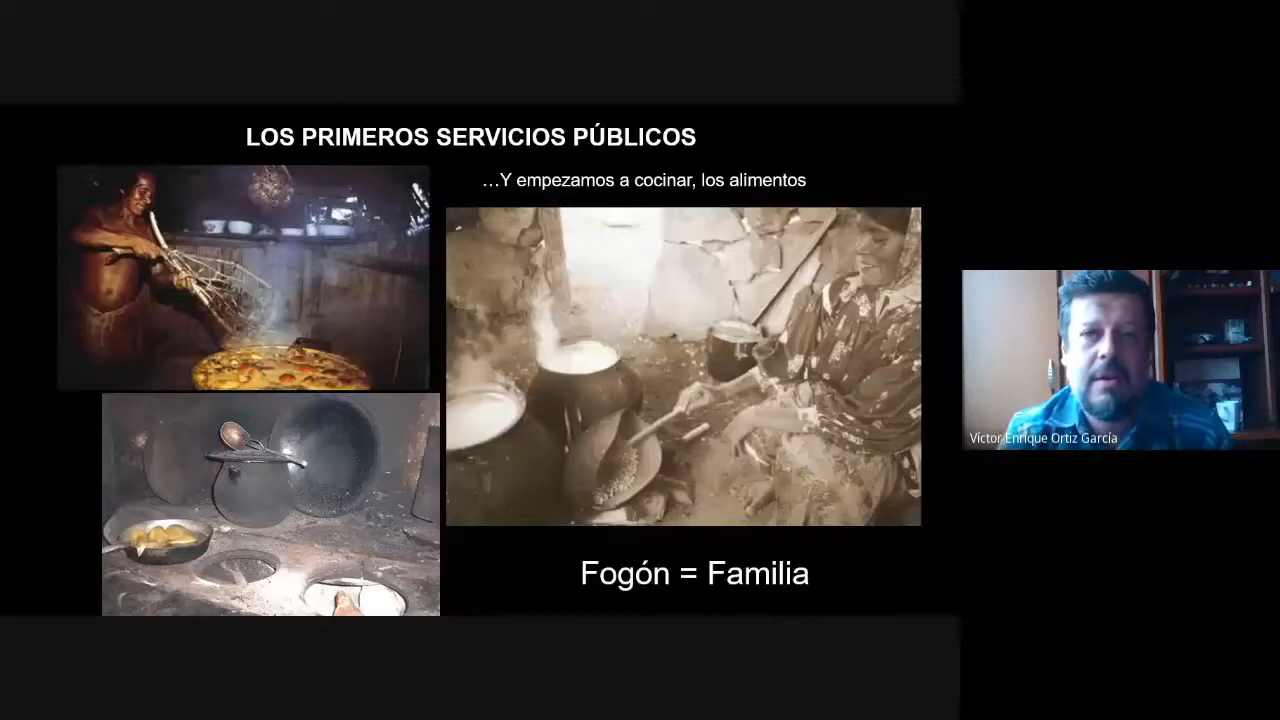 LOS PRIMEROS SERVICIOS PÚBLICOS
…Y empezamos a cocinar, los alimentos
Fogón = Familia
Víctor Enrique Ortiz García